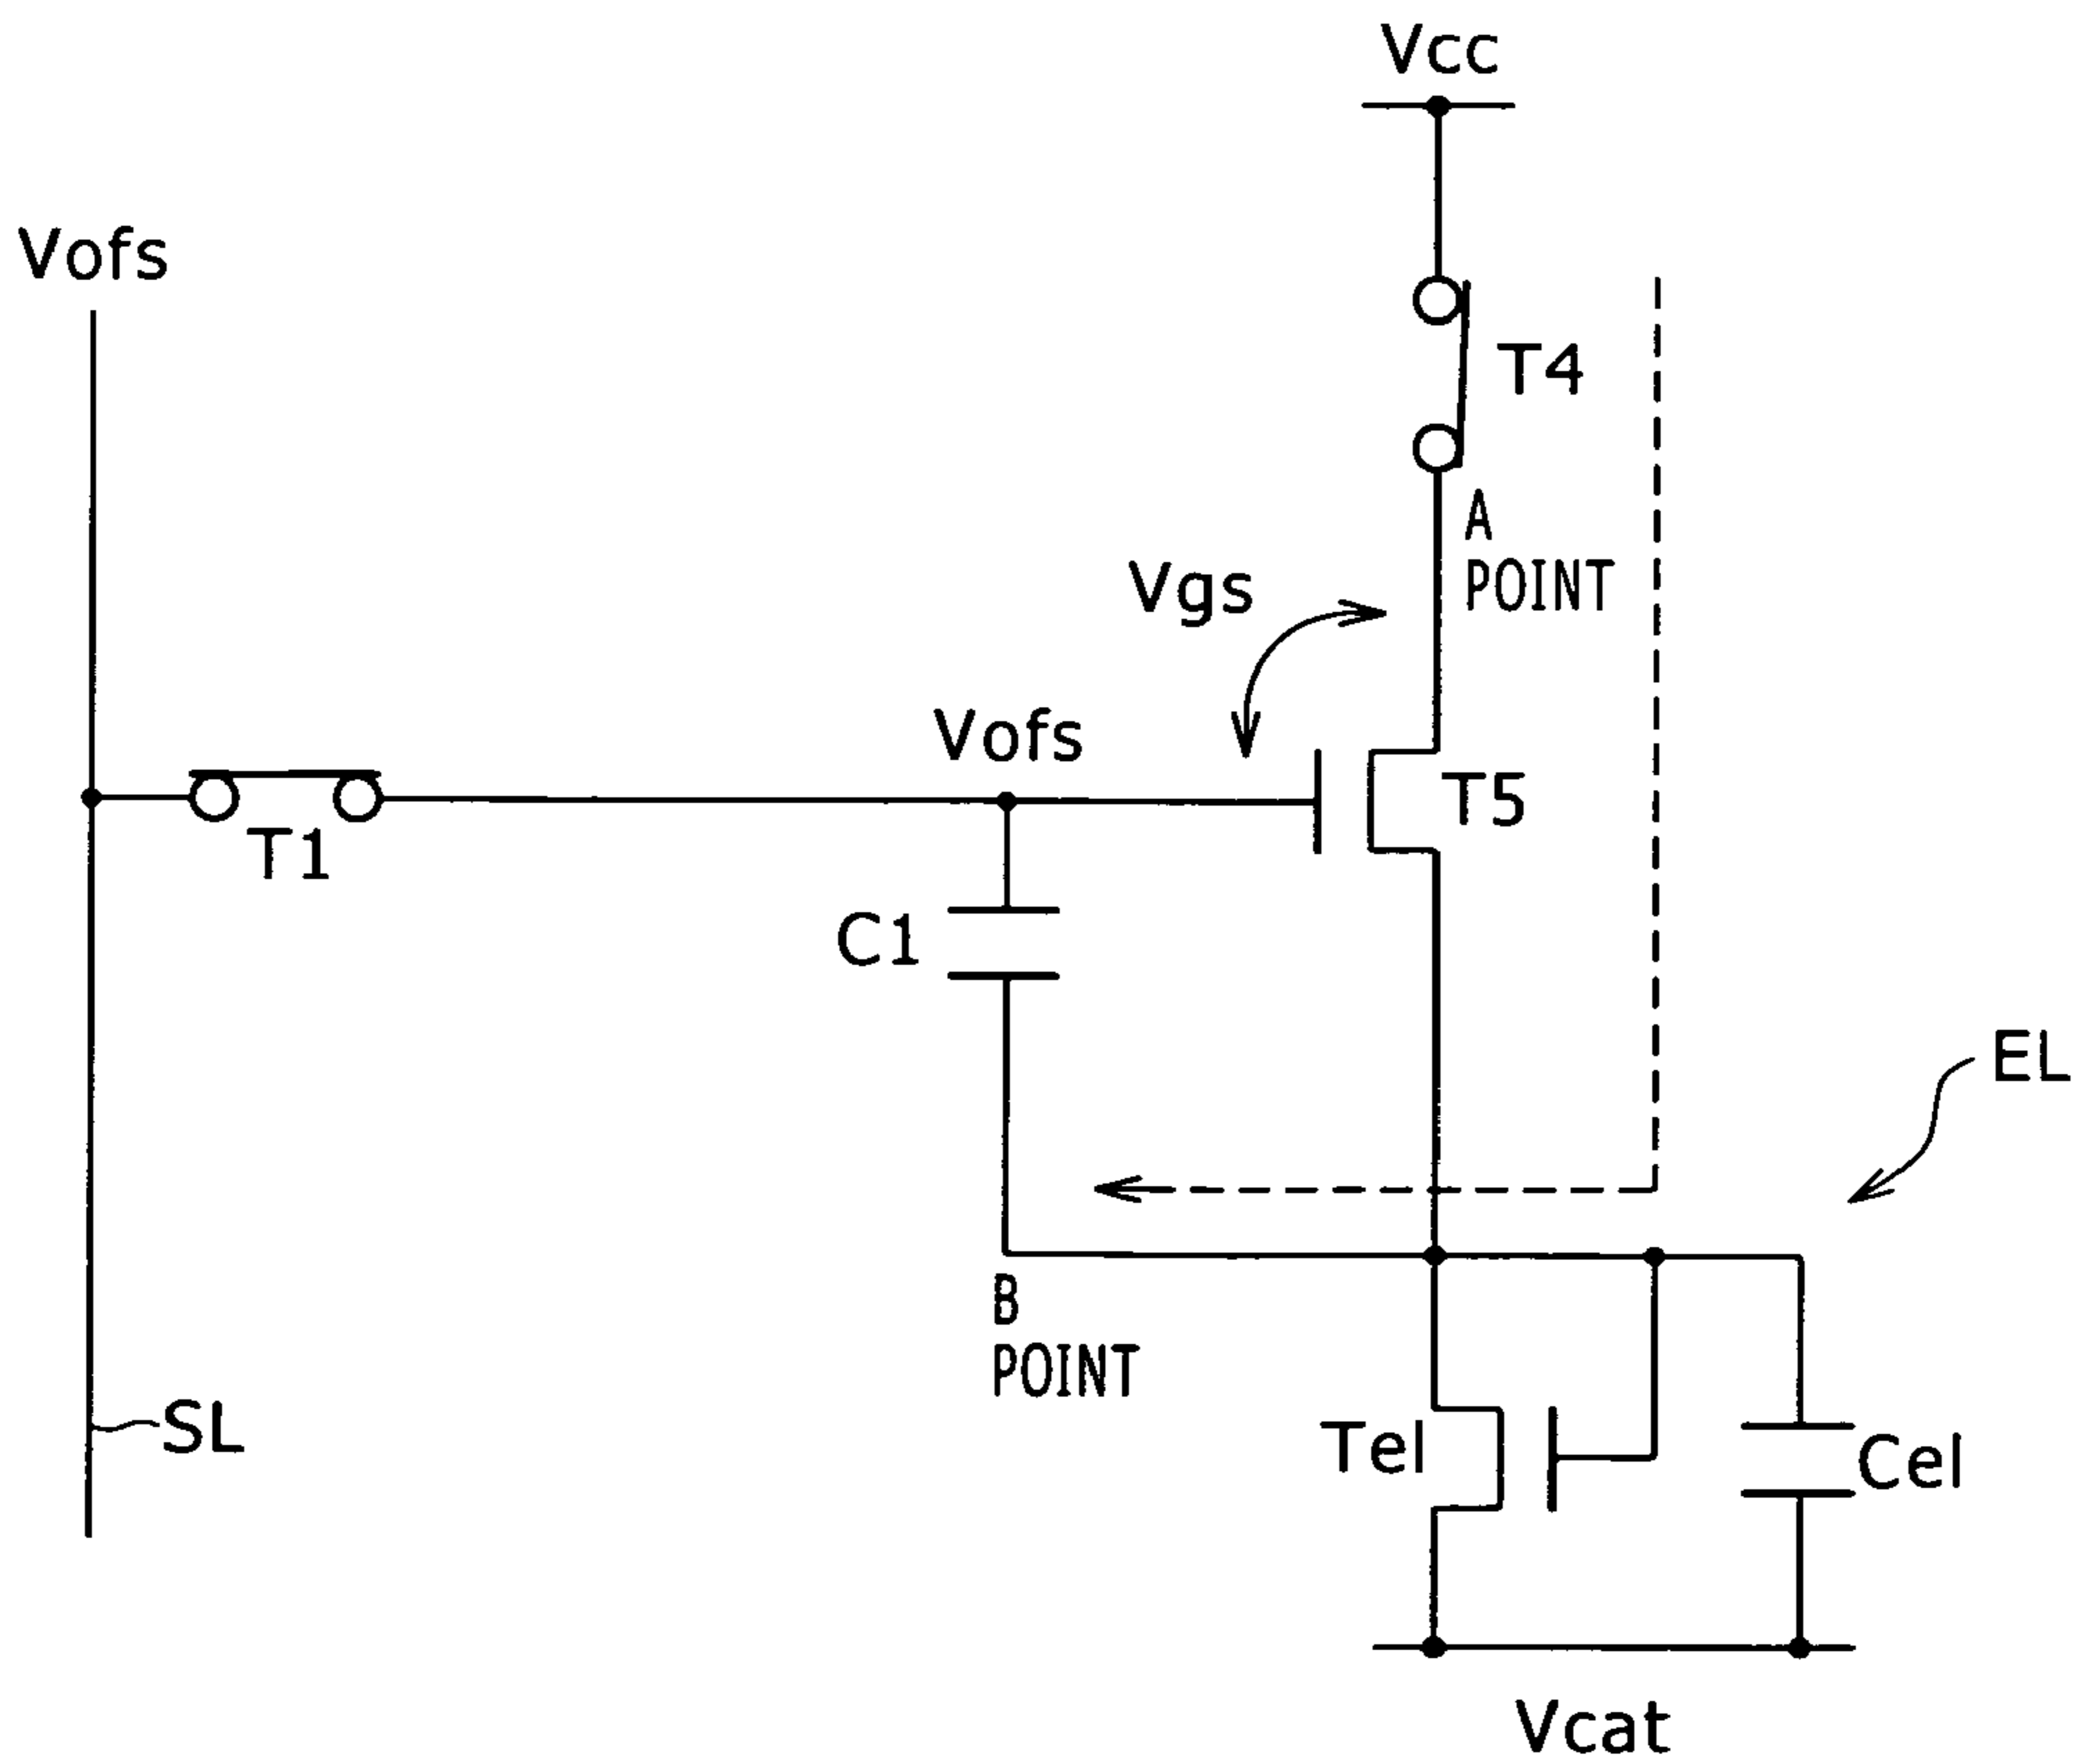 Vcc
Vofs
T4
A
POINT
Vgs
Vofs
T5
T1
C1
EL
B
POINT
SL
Tel
Cel
Vcat